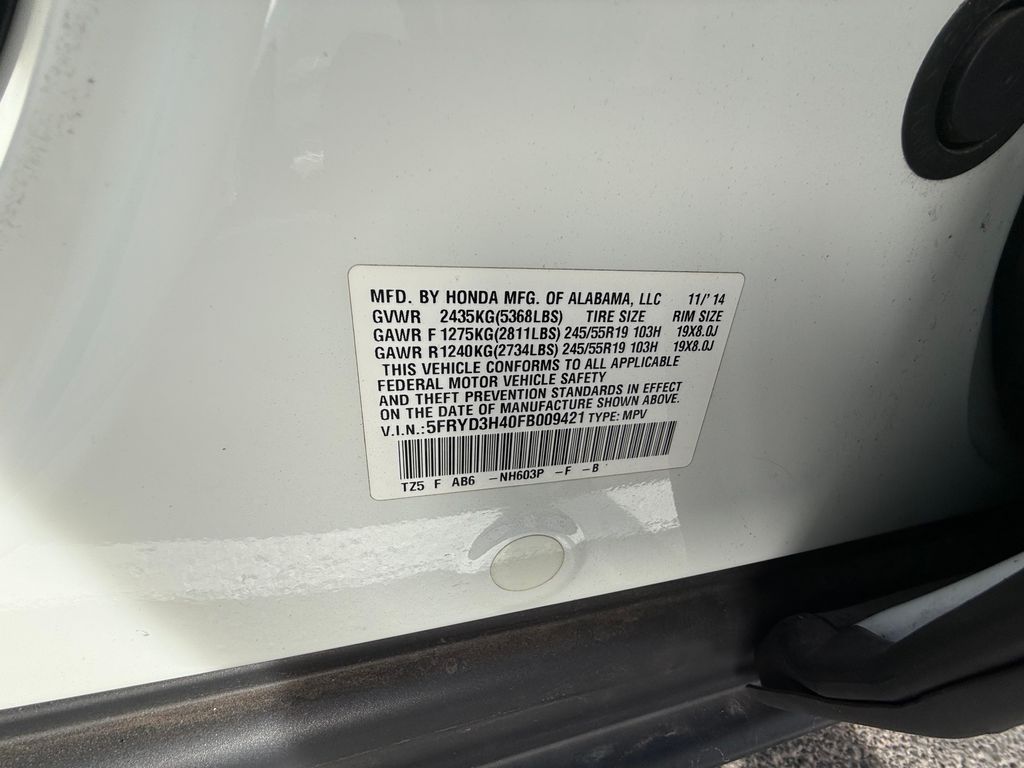 MFD. BY HONDA MFG. OF ALABAMA, LLC 11/'14
GVWR 2435KG(5368LBS) TIRE SIZE RIM SIZE
GAWR F 1275KG(2811LBS) 245/55R19 103H 19X8.0J
GAWR R1240KG(2734LBS) 245/55R19 103H 19X8.0J
THIS VEHICLE CONFORMS TO ALL APPLICABLE
FEDERAL MOTOR VEHICLE SAFETY
AND THEFT PREVENTION STANDARDS IN EFFECT
ON THE DATE OF MANUFACTURE SHOWN ABOVE.
V.I.N.:5FRYD3H40FB009421 TYPE: MPV
TZ5 F AB6 -NH603P -F -B